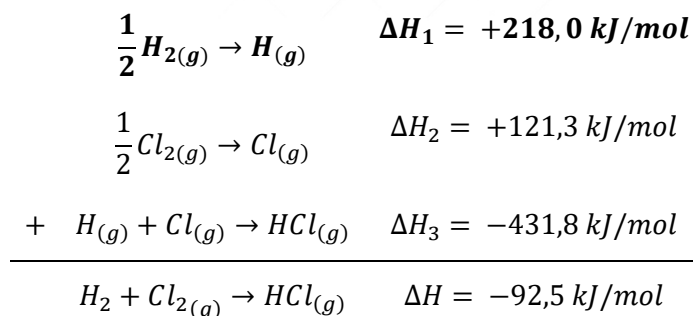 1/2 H₂(g) → H(g) ΔH₁ = +218,0 kJ/mol
1/2 Cl₂(g) → Cl(g) ΔH₂ = +121,3 kJ/mol
+ H(g) + Cl(g) → HCl(g) ΔH₃ = −431,8 kJ/mol
H₂ + Cl₂(g) → HCl(g) ΔH = −92,5 kJ/mol